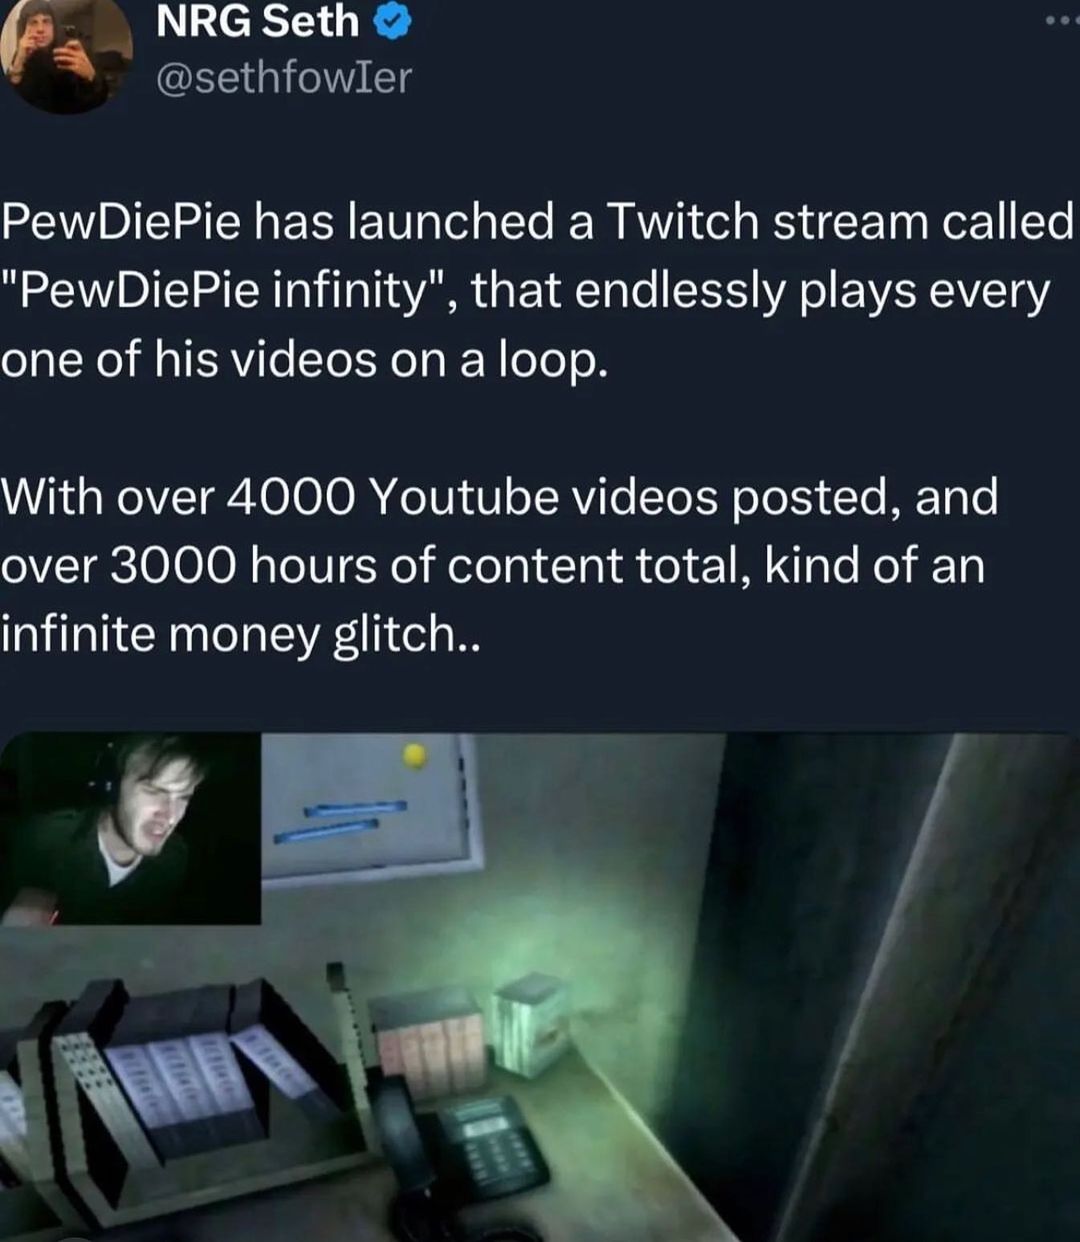 NRG Seth
@sethfowIer
PewDiePie has launched a Twitch stream called
"PewDiePie infinity", that endlessly plays every
one of his videos on a loop.
With over 4000 Youtube videos posted, and
over 3000 hours of content total, kind of an
infinite money glitch..